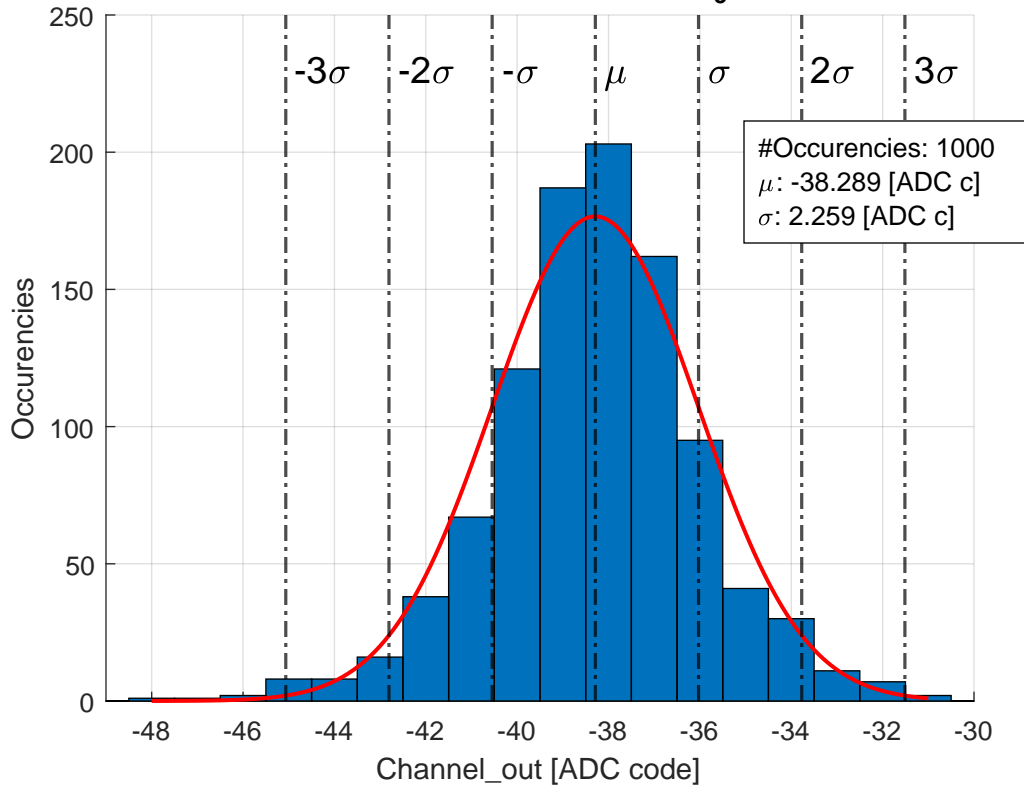 250
200
150
100
50
0
-3σ
-2σ
-σ
μ
σ
2σ
3σ
#Occurencies: 1000
μ: -38.289 [ADC c]
σ: 2.259 [ADC c]
Occurencies
-48
-46
-44
-42
-40
-38
-36
-34
-32
-30
Channel_out [ADC code]